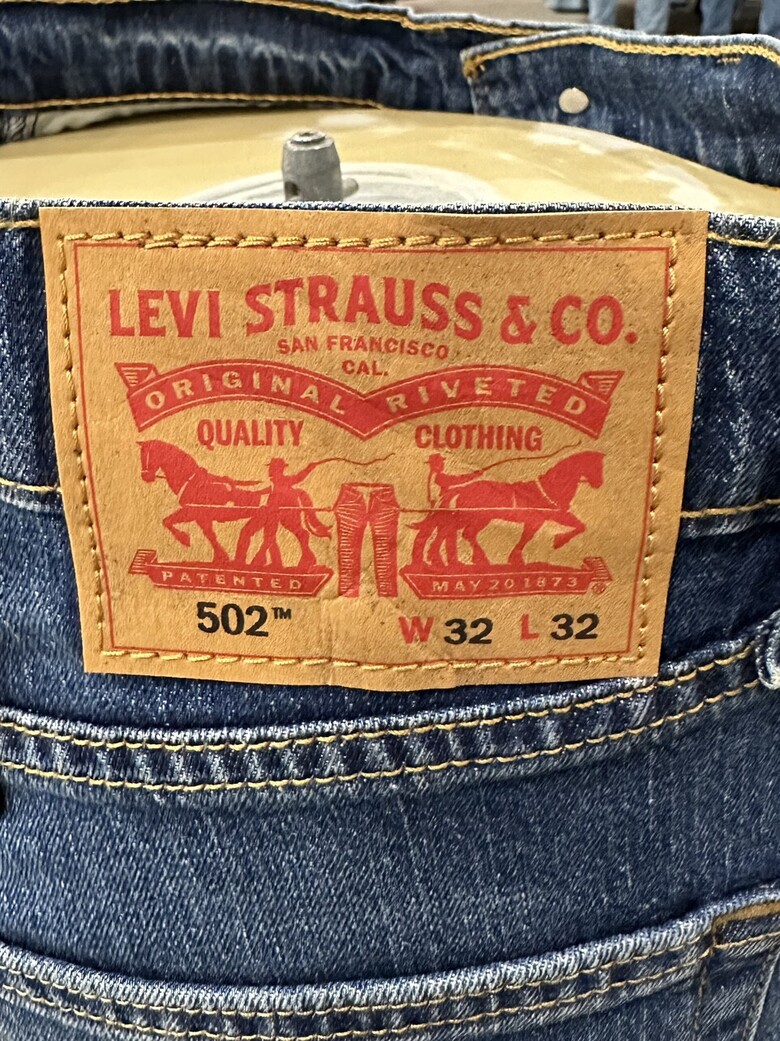 LEVI STRAUSS & CO.
SAN FRANCISCO
CAL.
ORIGINAL RIVETED
QUALITY CLOTHING
PATENTED MAY 20 1873 ®
502™ W 32 L 32